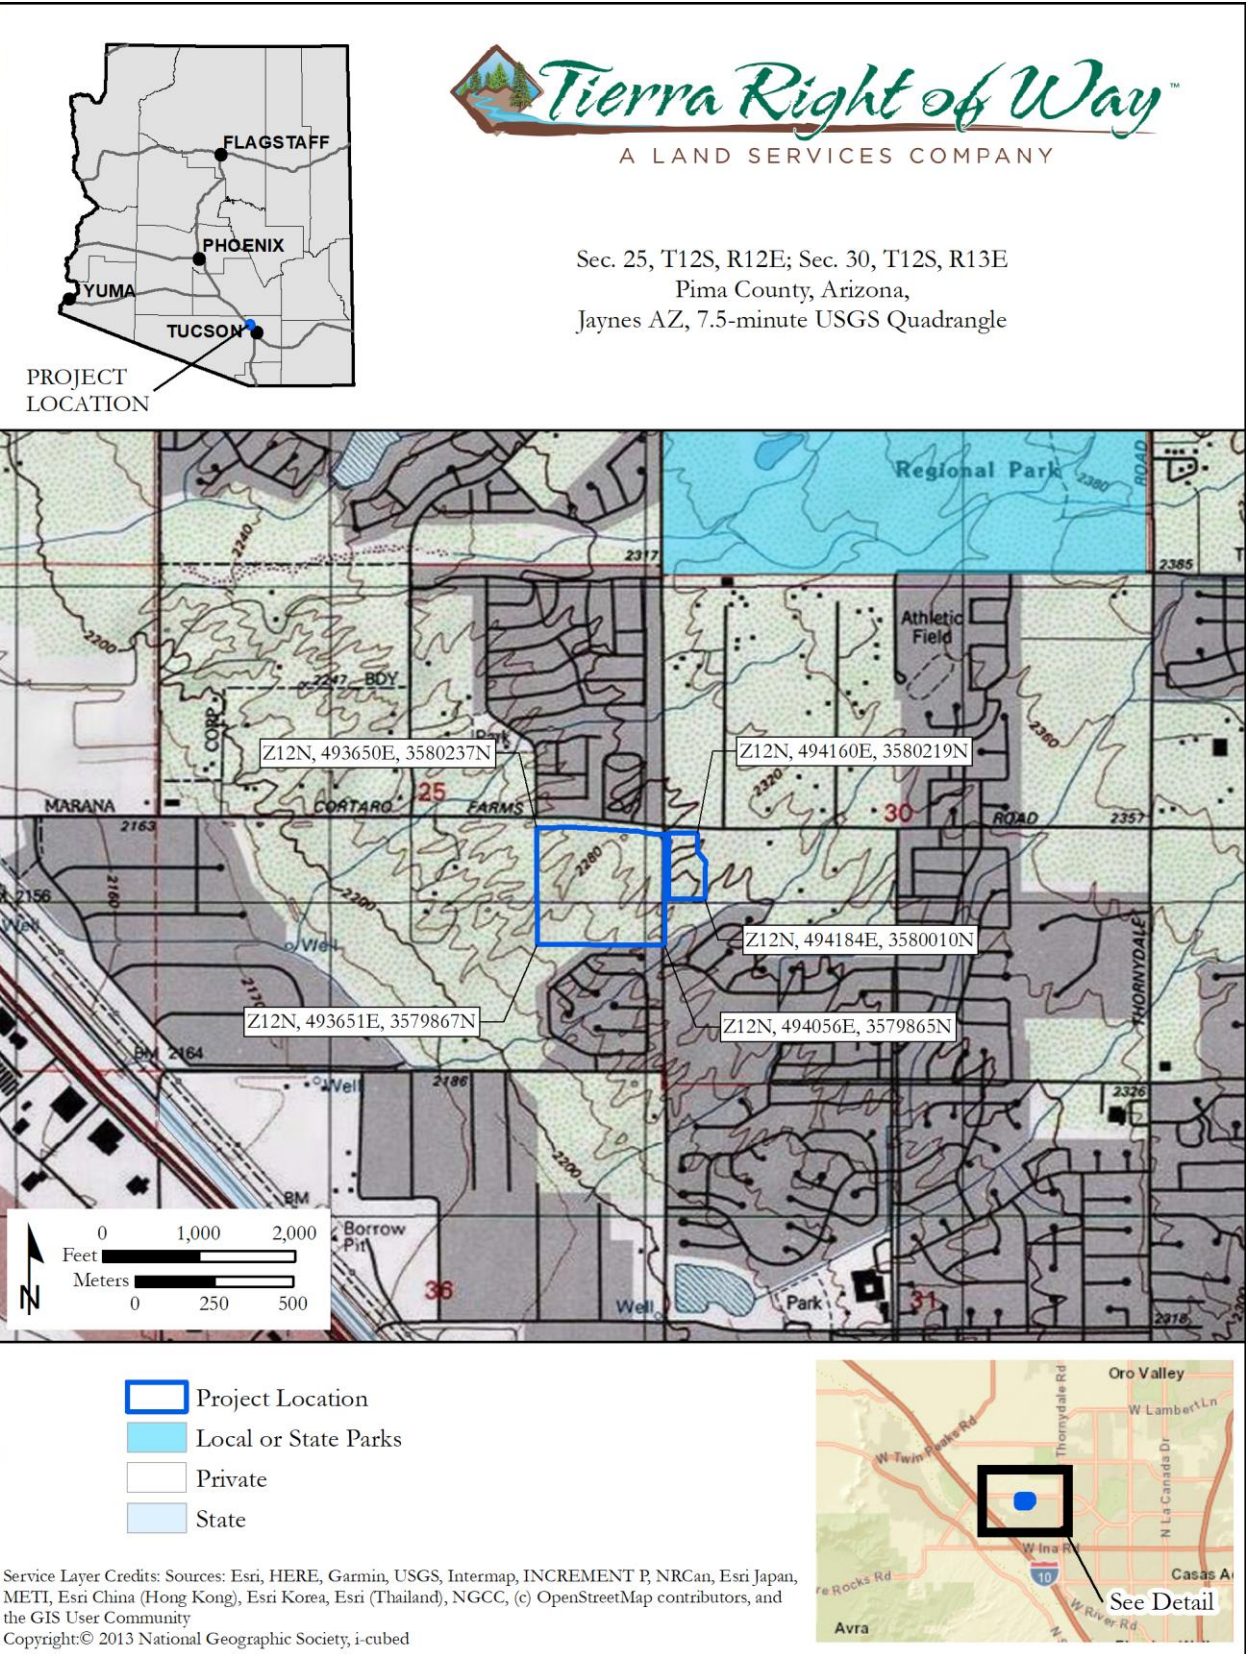 FLAGSTAFF
PHOENIX
YUMA
TUCSON
PROJECT
LOCATION
Tierra Right of Way™
A LAND SERVICES COMPANY
Sec. 25, T12S, R12E; Sec. 30, T12S, R13E
Pima County, Arizona,
Jaynes AZ, 7.5-minute USGS Quadrangle
Regional Park
2380
ROAD
2240
2317
2385
Athletic
Field
2200
2247
BDY
CORP
Park
2360
Z12N, 493650E, 3580237N
Z12N, 494160E, 3580219N
2320
25
30
MARANA
CORTARO
FARMS
ROAD
2357
2163
2280
2160
2156
2200
Well
Well
THORNYDALE
Z12N, 494184E, 3580010N
2170
Z12N, 493651E, 3579867N
Z12N, 494056E, 3579865N
BM 2164
Well
2186
2326
2200
BM
Borrow
Pit
36
Well
Park
31
2318
0 1,000 2,000
Feet
Meters
0 250 500
N
Project Location
Local or State Parks
Private
State
Oro Valley
Thornydale Rd
W Lambert Ln
W Twin Peaks Rd
N La Canada Dr
W Ina Rd
10
Casas A
re Rocks Rd
See Detail
W River Rd
Avra
Service Layer Credits: Sources: Esri, HERE, Garmin, USGS, Intermap, INCREMENT P, NRCan, Esri Japan,
METI, Esri China (Hong Kong), Esri Korea, Esri (Thailand), NGCC, (c) OpenStreetMap contributors, and
the GIS User Community
Copyright:© 2013 National Geographic Society, i-cubed